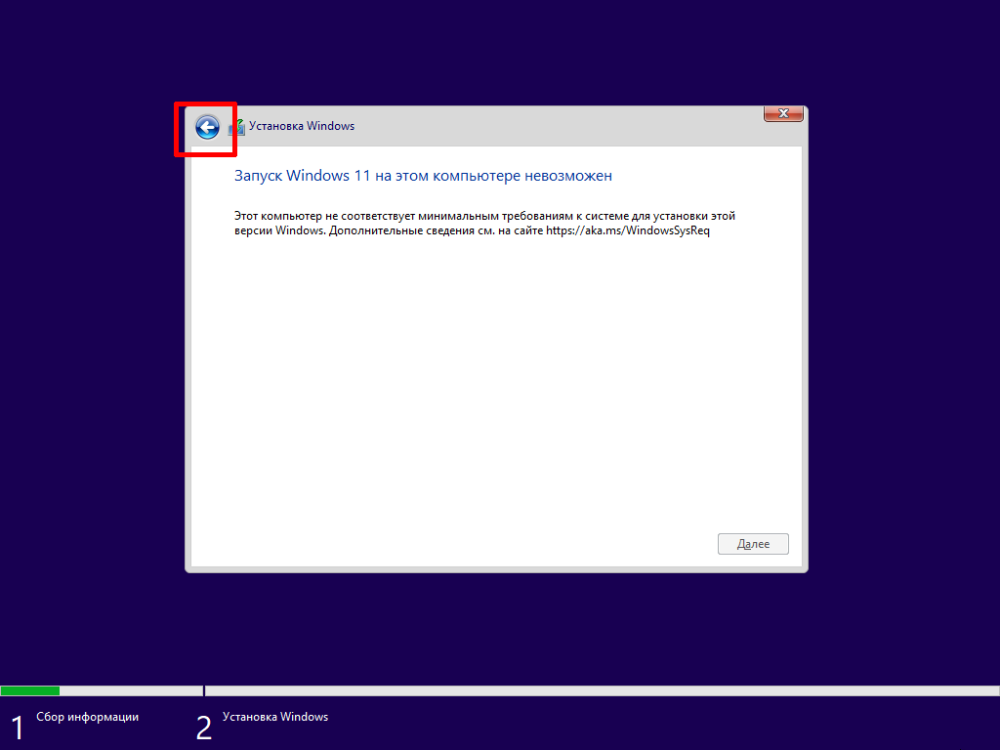 Установка Windows
Запуск Windows 11 на этом компьютере невозможен
Этот компьютер не соответствует минимальным требованиям к системе для установки этой
версии Windows. Дополнительные сведения см. на сайте https://aka.ms/WindowsSysReq
Далее
1 Сбор информации
2 Установка Windows